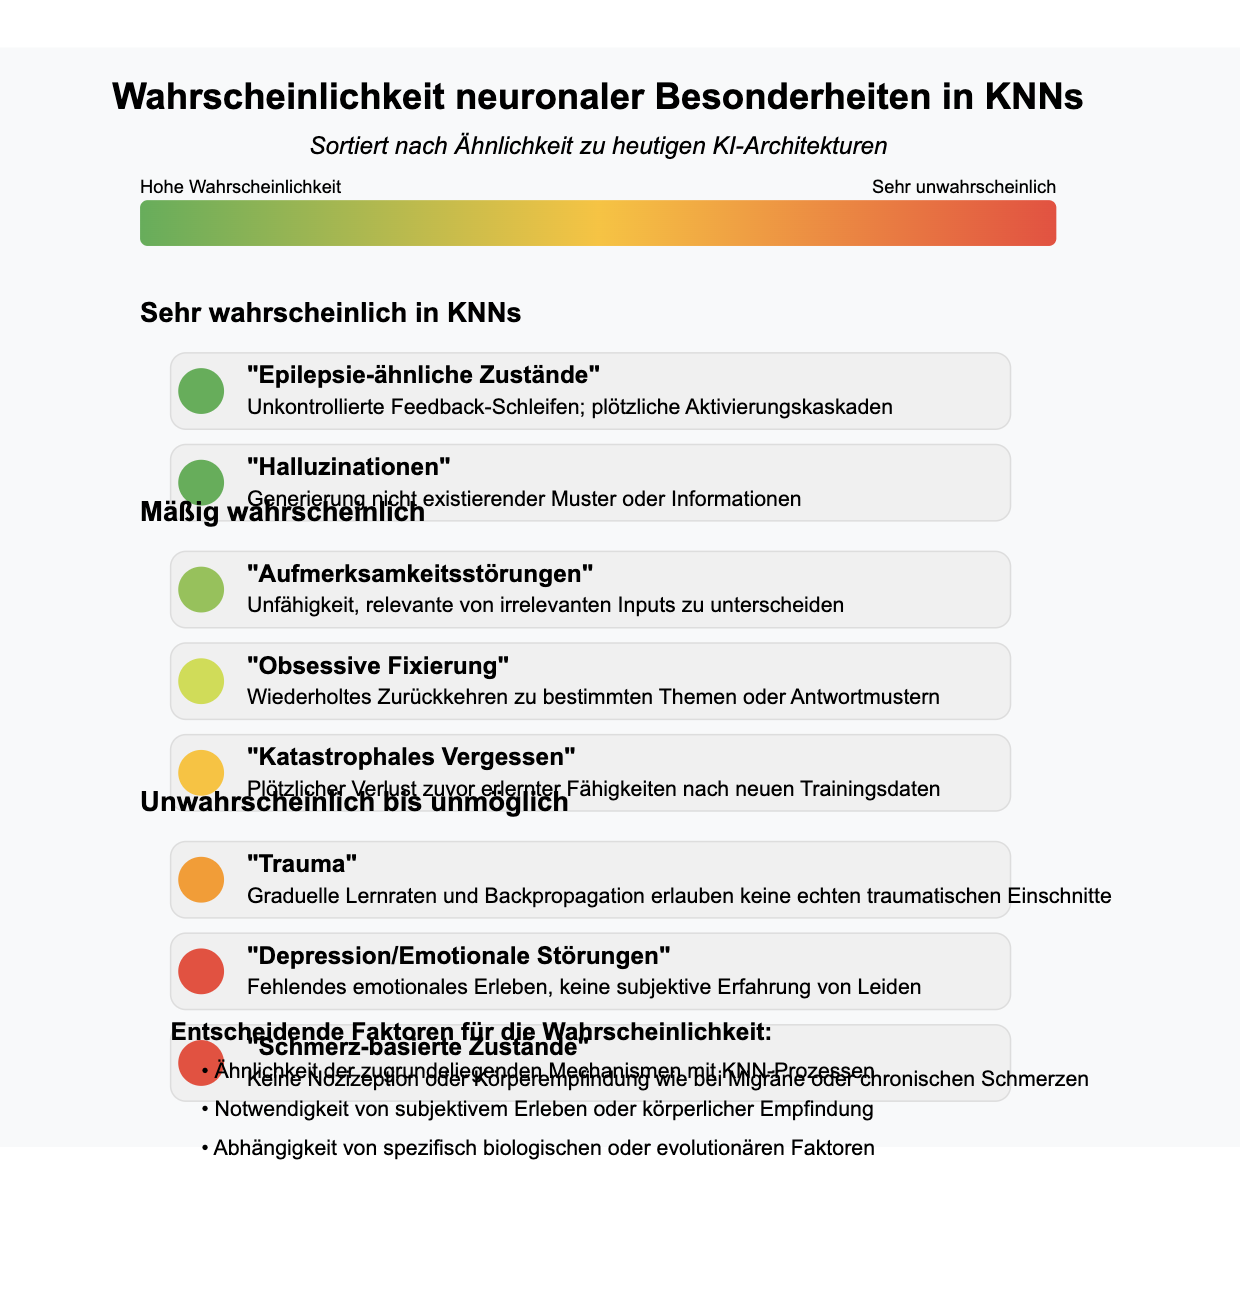 Wahrscheinlichkeit neuronaler Besonderheiten in KNNs
Sortiert nach Ähnlichkeit zu heutigen KI-Architekturen
Hohe Wahrscheinlichkeit
Sehr unwahrscheinlich
Sehr wahrscheinlich in KNNs
"Epilepsie-ähnliche Zustände"
Unkontrollierte Feedback-Schleifen; plötzliche Aktivierungskaskaden
"Halluzinationen"
Generierung nicht existierender Muster oder Informationen
Mäßig wahrscheinlich
"Aufmerksamkeitsstörungen"
Unfähigkeit, relevante von irrelevanten Inputs zu unterscheiden
"Obsessive Fixierung"
Wiederholtes Zurückkehren zu bestimmten Themen oder Antwortmustern
"Katastrophales Vergessen"
Plötzlicher Verlust zuvor erlernter Fähigkeiten nach neuen Trainingsdaten
Unwahrscheinlich bis unmöglich
"Trauma"
Graduelle Lernraten und Backpropagation erlauben keine echten traumatischen Einschnitte
"Depression/Emotionale Störungen"
Fehlendes emotionales Erleben, keine subjektive Erfahrung von Leiden
"Schmerz-basierte Zustände"
Keine Nozizeption oder Körperempfindung wie bei Migräne oder chronischen Schmerzen
Entscheidende Faktoren für die Wahrscheinlichkeit:
• Ähnlichkeit der zugrundeliegenden Mechanismen mit KNN-Prozessen
• Notwendigkeit von subjektivem Erleben oder körperlicher Empfindung
• Abhängigkeit von spezifisch biologischen oder evolutionären Faktoren